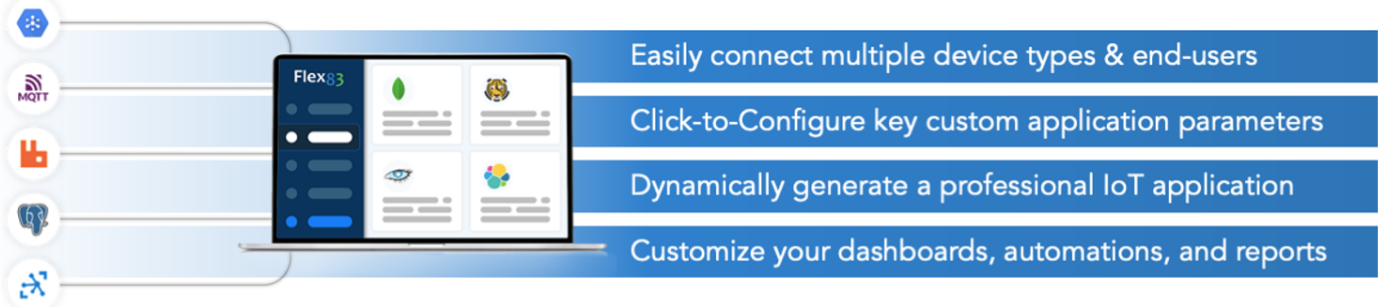 MQTT
Flex83
Easily connect multiple device types & end-users
Click-to-Configure key custom application parameters
Dynamically generate a professional IoT application
Customize your dashboards, automations, and reports